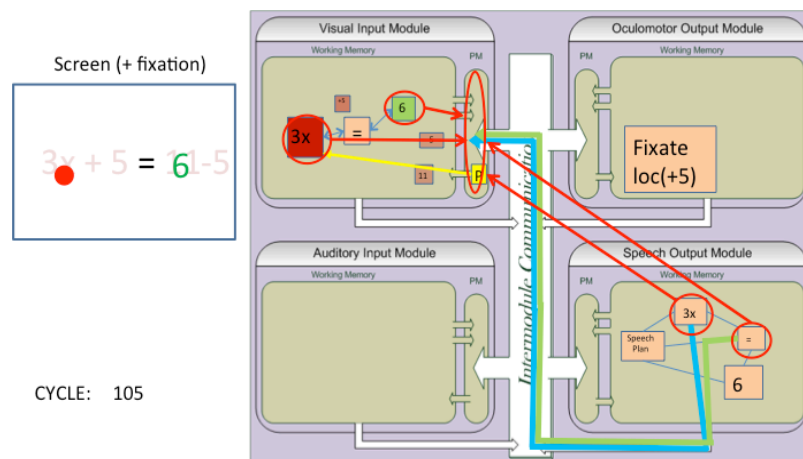 Screen (+ fixation)
3x + 5 = 11-5
6
CYCLE: 105
Visual Input Module
Working Memory
PM
+5
6
3x
=
-5
11
P
Oculomotor Output Module
Working Memory
PM
Fixate
loc(+5)
Intermodule Communicition
Auditory Input Module
Working Memory
PM
Speech Output Module
Working Memory
PM
3x
Speech
Plan
=
6